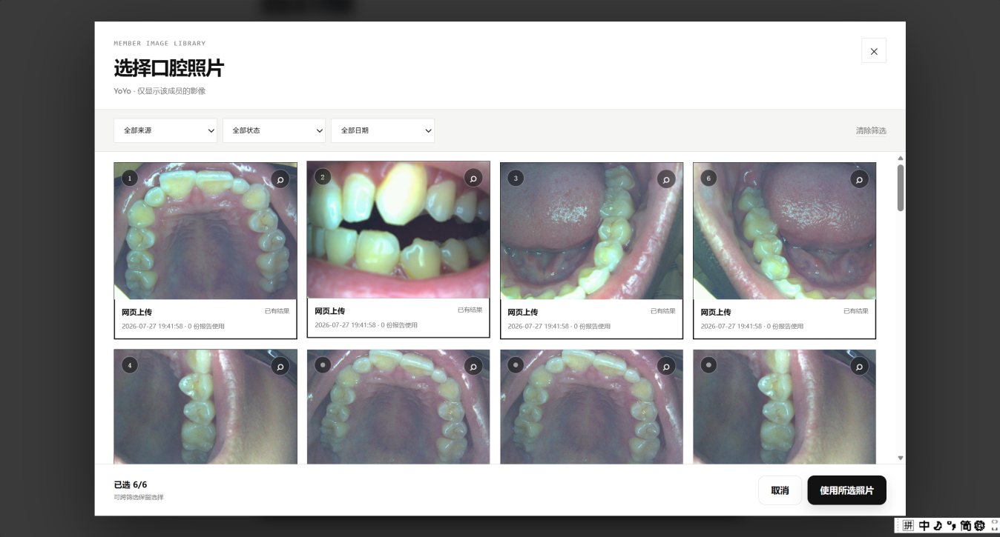 MEMBER IMAGE LIBRARY
选择口腔照片
YoYo · 仅显示该成员的影像
全部来源
全部状态
全部日期
清除筛选
1
2
3
6
网页上传
已有结果
2026-07-27 19:41:58 · 0 份报告使用
网页上传
已有结果
2026-07-27 19:41:58 · 0 份报告使用
网页上传
已有结果
2026-07-27 19:41:58 · 0 份报告使用
网页上传
已有结果
2026-07-27 19:41:58 · 0 份报告使用
4
已选 6/6
可跨筛选保留选择
取消
使用所选照片
拼 中 简